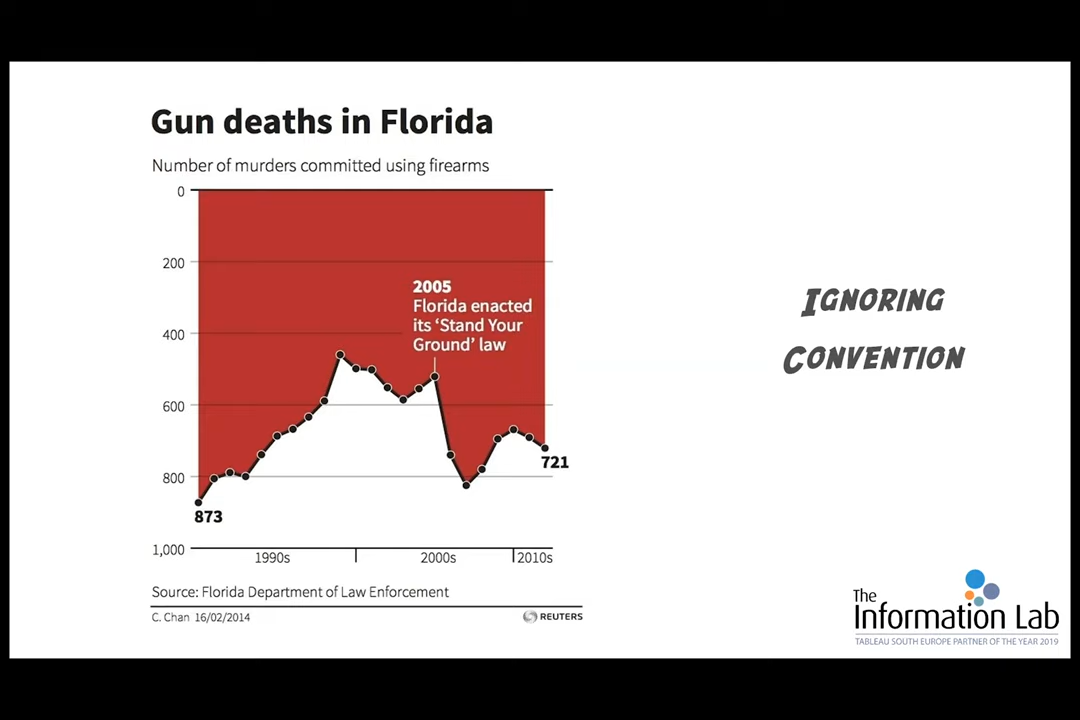 Gun deaths in Florida
Number of murders committed using firearms
0
200
400
600
800
1,000
2005
Florida enacted
its ‘Stand Your
Ground’ law
873
721
1990s
2000s
2010s
Source: Florida Department of Law Enforcement
C. Chan 16/02/2014
REUTERS
IGNORING
CONVENTION
The
Information Lab
TABLEAU SOUTH EUROPE PARTNER OF THE YEAR 2019